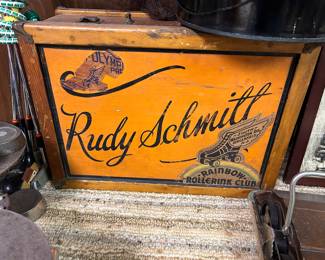 OLYMPIC
Rudy Schmitt
RAINBOW
ROLLERINK CLUB